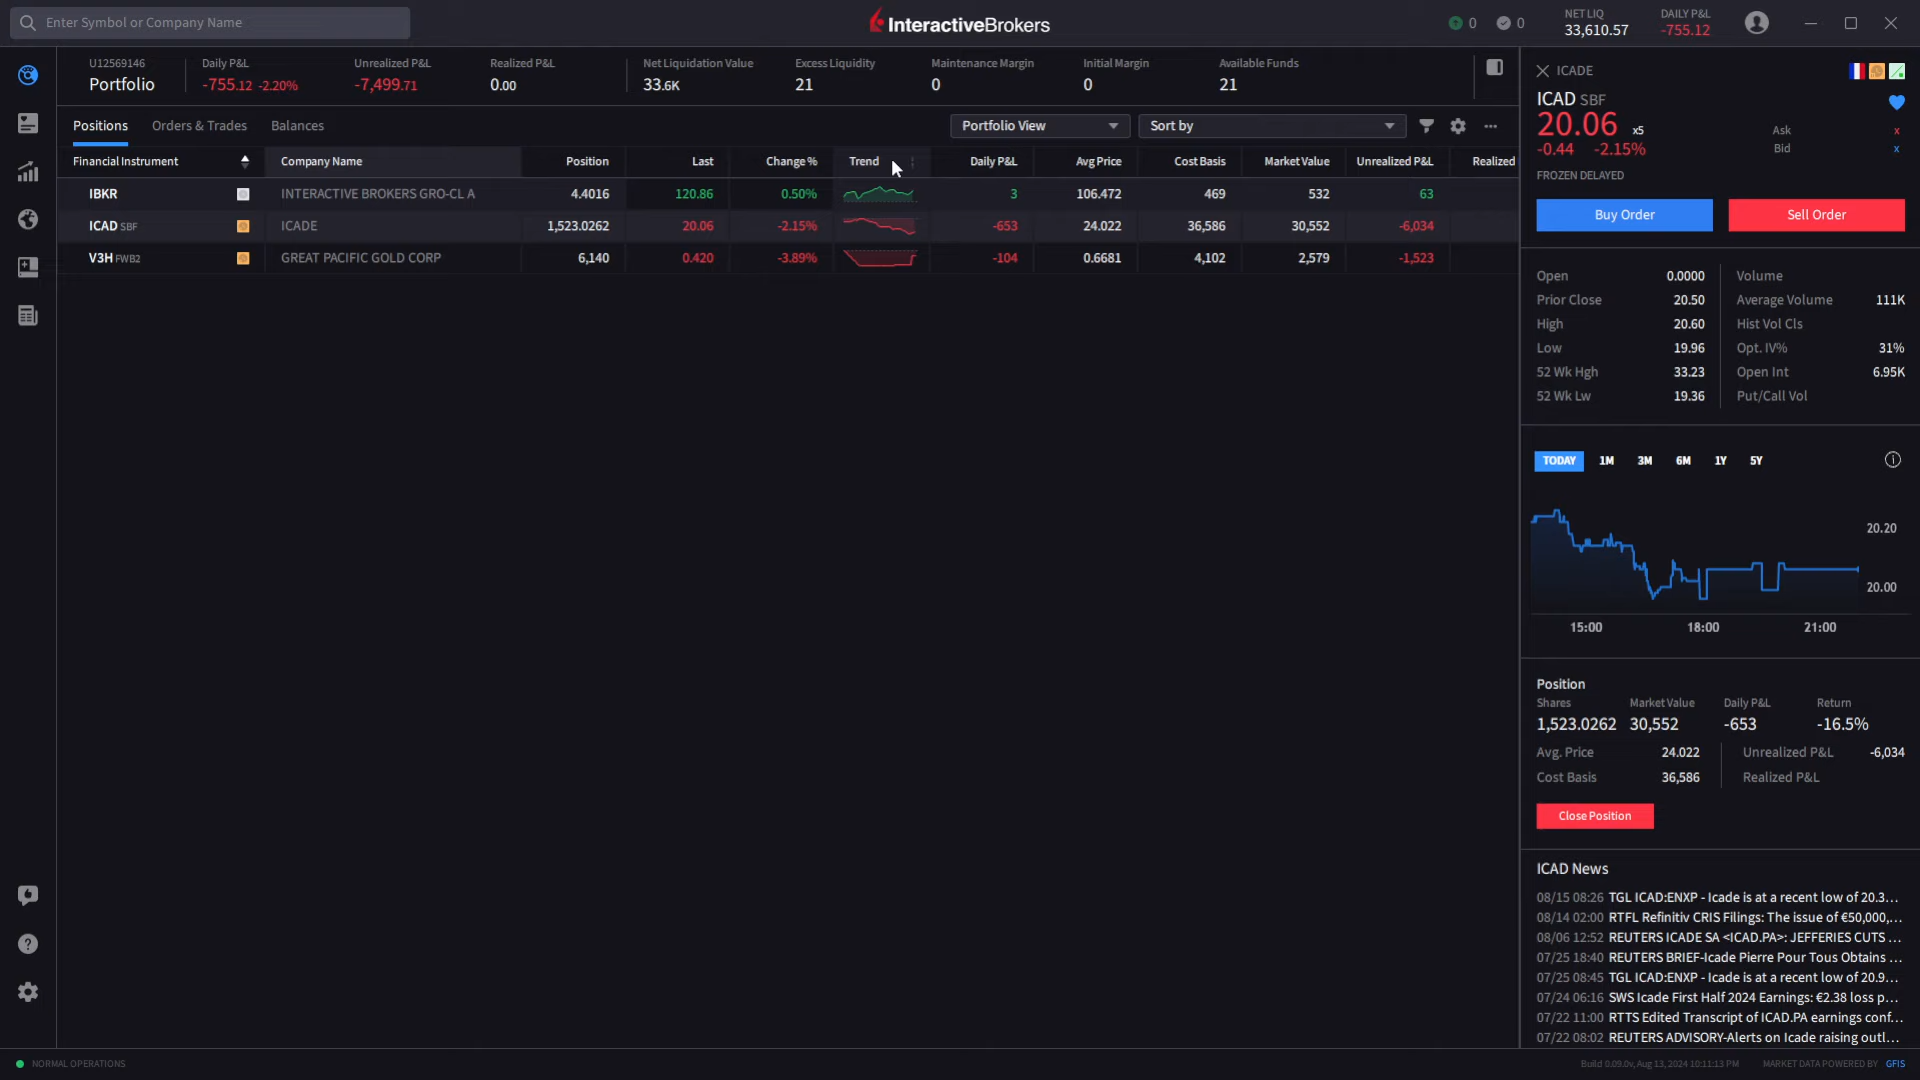 Enter Symbol or Company Name
InteractiveBrokers
0 0
NET LIQ
33,610.57
DAILY P&L
-755.12
U12569146
Portfolio
Daily P&L
-755.12 -2.20%
Unrealized P&L
-7,499.71
Realized P&L
0.00
Net Liquidation Value
33.6K
Excess Liquidity
21
Maintenance Margin
0
Initial Margin
0
Available Funds
21
Positions Orders & Trades Balances
Portfolio View Sort by
Financial Instrument Company Name Position Last Change % Trend Daily P&L Avg Price Cost Basis Market Value Unrealized P&L Realized
IBKR INTERACTIVE BROKERS GRO-CL A 4.4016 120.86 0.50% 3 106.472 469 532 63
ICAD SBF ICADE 1,523.0262 20.06 -2.15% -653 24.022 36,586 30,552 -6,034
V3H FWB2 GREAT PACIFIC GOLD CORP 6,140 0.420 -3.89% -104 0.6681 4,102 2,579 -1,523
ICADE
ICAD SBF
20.06 x5
-0.44 -2.15%
Ask x
Bid x
FROZEN DELAYED
Buy Order Sell Order
Open 0.0000 Volume
Prior Close 20.50 Average Volume 111K
High 20.60 Hist Vol Cls
Low 19.96 Opt. IV% 31%
52 Wk Hgh 33.23 Open Int 6.95K
52 Wk Lw 19.36 Put/Call Vol
TODAY 1M 3M 6M 1Y 5Y
20.20
20.00
15:00 18:00 21:00
Position
Shares Market Value Daily P&L Return
1,523.0262 30,552 -653 -16.5%
Avg. Price 24.022 Unrealized P&L -6,034
Cost Basis 36,586 Realized P&L
Close Position
ICAD News
08/15 08:26 TGL ICAD:ENXP - Icade is at a recent low of 20.3...
08/14 02:00 RTFL Refinitiv CRIS Filings: The issue of €50,000,...
08/06 12:52 REUTERS ICADE SA <ICAD.PA>: JEFFERIES CUTS ...
07/25 18:40 REUTERS BRIEF-Icade Pierre Pour Tous Obtains ...
07/25 08:45 TGL ICAD:ENXP - Icade is at a recent low of 20.9...
07/24 06:16 SWS Icade First Half 2024 Earnings: €2.38 loss p...
07/22 11:00 RTTS Edited Transcript of ICAD.PA earnings conf...
07/22 08:02 REUTERS ADVISORY-Alerts on Icade raising outl...
NORMAL OPERATIONS
Build 0.09.0v, Aug 13, 2024 10:11:13 PM MARKET DATA POWERED BY GFIS